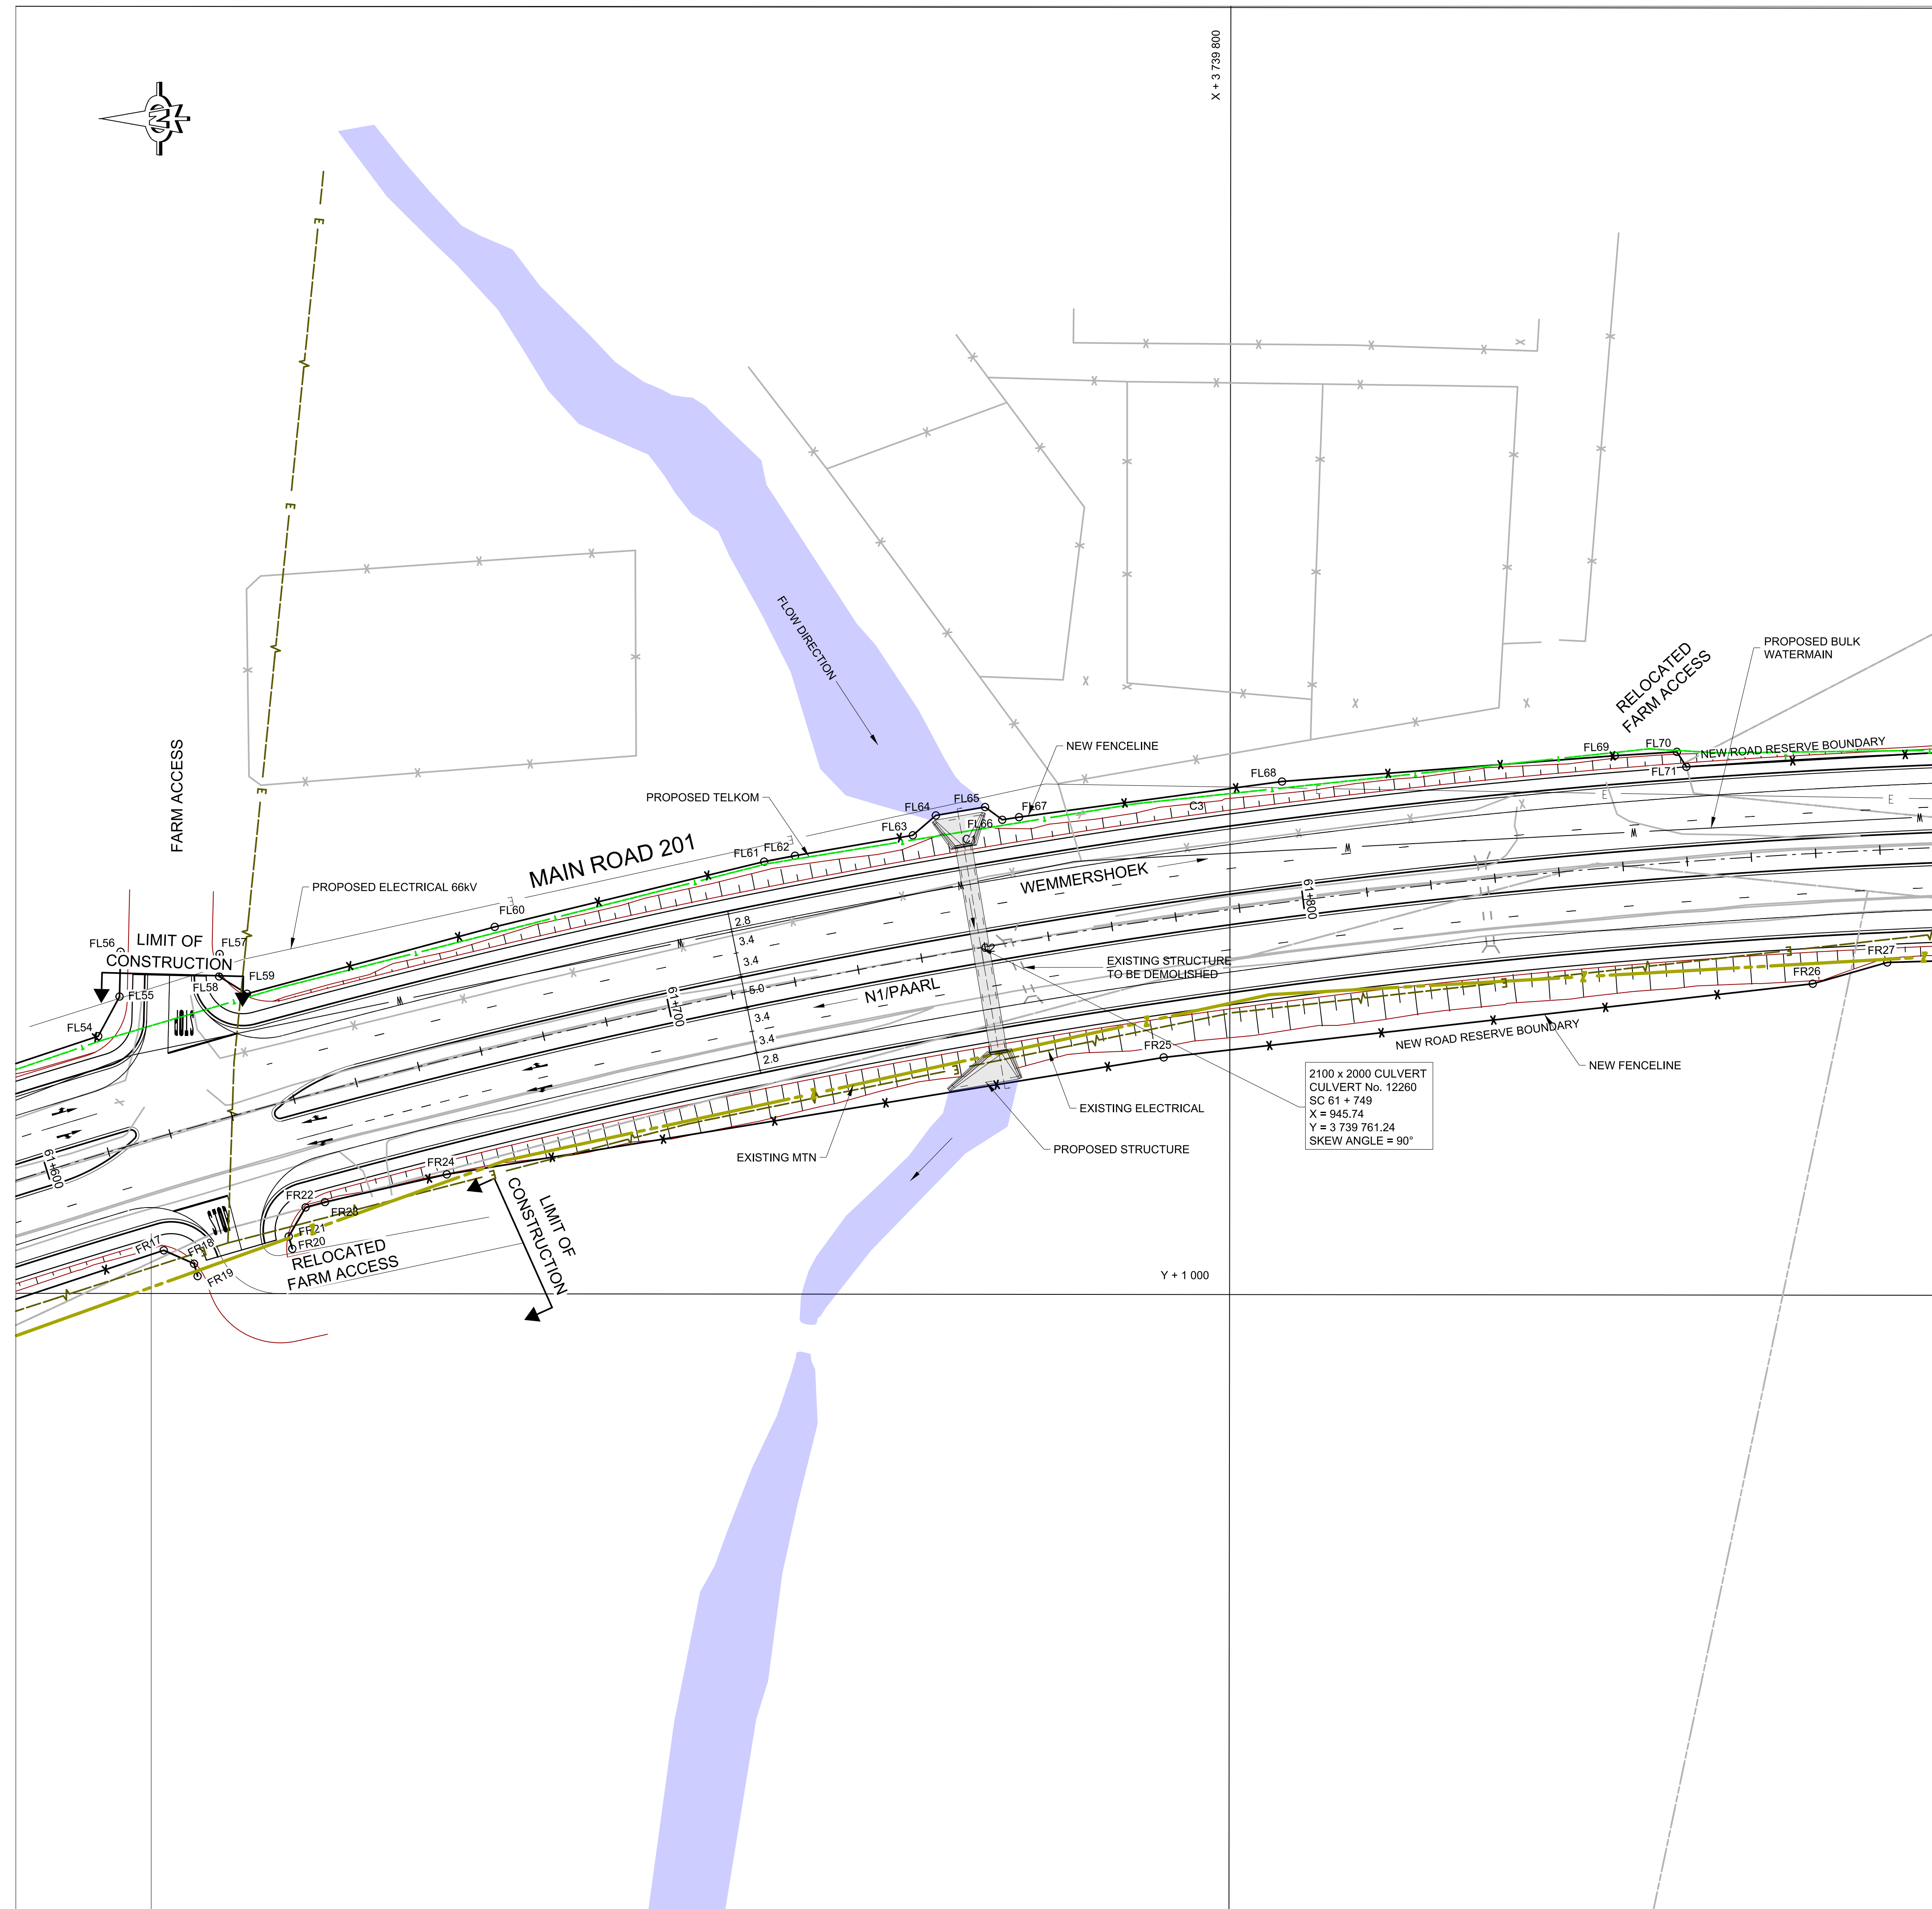 X + 3 739 800
N
E
E
E
FLOW DIRECTION
RELOCATED
FARM ACCESS
PROPOSED BULK
WATERMAIN
FARM ACCESS
NEW FENCELINE
PROPOSED TELKOM
FL69
FL70
FL71
NEW ROAD RESERVE BOUNDARY
FL68
FL67
FL66
FL65
FL64
FL63
C1
C3
E
E
MAIN ROAD 201
FL61
FL62
PROPOSED ELECTRICAL 66kV
FL60
WEMMERSHOEK
W
W
W
W
W
W
FL56
LIMIT OF
CONSTRUCTION
FL57
FL59
FL58
FL55
FL54
STOP
2.8
3.4
3.4
5.0
3.4
3.4
2.8
61+800
61+700
61+600
C2
EXISTING STRUCTURE
TO BE DEMOLISHED
N1/PAARL
FR27
FR26
FR25
E
E
E
E
E
NEW ROAD RESERVE BOUNDARY
NEW FENCELINE
2100 x 2000 CULVERT
CULVERT No. 12260
SC 61 + 749
X = 945.74
Y = 3 739 761.24
SKEW ANGLE = 90°
EXISTING ELECTRICAL
PROPOSED STRUCTURE
EXISTING MTN
FR24
FR22
FR23
FR21
FR20
STOP
FR17
FR18
FR19
RELOCATED
FARM ACCESS
LIMIT OF
CONSTRUCTION
Y + 1 000